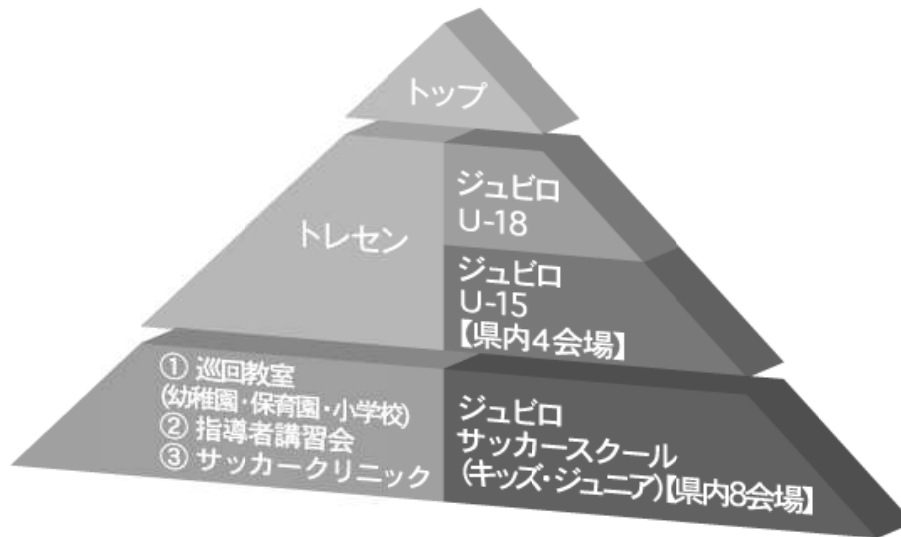 トップ
トレセン
ジュビロ
U-18
ジュビロ
U-15
【県内4会場】
① 巡回教室
(幼稚園・保育園・小学校)
② 指導者講習会
③ サッカークリニック
ジュビロ
サッカースクール
(キッズ・ジュニア)【県内8会場】